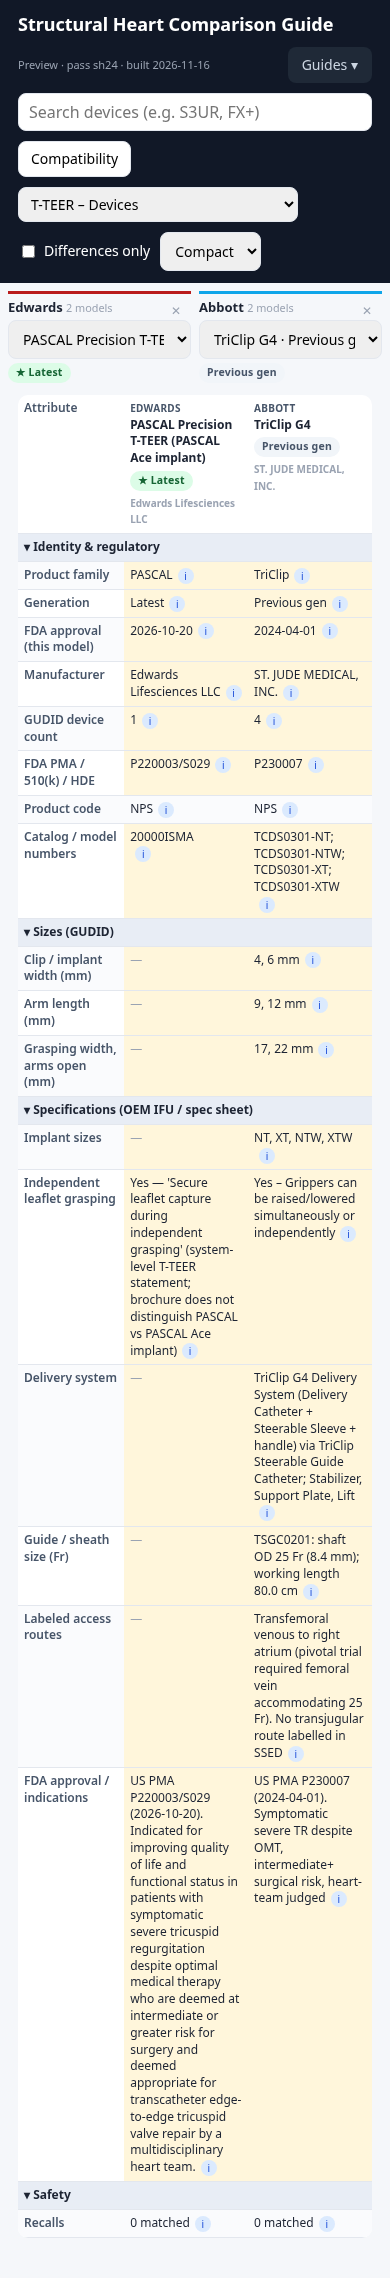 Structural Heart Comparison Guide
Preview · pass sh24 · built 2026-11-16
Guides ▾
Search devices (e.g. S3UR, FX+)
Compatibility
T-TEER – Devices
Differences only
Compact
Edwards 2 models ×
PASCAL Precision T-TE
★ Latest
Abbott 2 models ×
TriClip G4 · Previous g
Previous gen
Attribute
EDWARDS
PASCAL Precision
T-TEER (PASCAL
Ace implant)
★ Latest
Edwards Lifesciences
LLC
ABBOTT
TriClip G4
Previous gen
ST. JUDE MEDICAL,
INC.
▾ Identity & regulatory
Product family
PASCAL i
TriClip i
Generation
Latest i
Previous gen i
FDA approval
(this model)
2026-10-20 i
2024-04-01 i
Manufacturer
Edwards
Lifesciences LLC i
ST. JUDE MEDICAL,
INC. i
GUDID device
count
1 i
4 i
FDA PMA /
510(k) / HDE
P220003/S029 i
P230007 i
Product code
NPS i
NPS i
Catalog / model
numbers
20000ISMA
i
TCDS0301-NT;
TCDS0301-NTW;
TCDS0301-XT;
TCDS0301-XTW
i
▾ Sizes (GUDID)
Clip / implant
width (mm)
—
4, 6 mm i
Arm length
(mm)
—
9, 12 mm i
Grasping width,
arms open
(mm)
—
17, 22 mm i
▾ Specifications (OEM IFU / spec sheet)
Implant sizes
—
NT, XT, NTW, XTW
i
Independent
leaflet grasping
Yes — 'Secure
leaflet capture
during
independent
grasping' (system-
level T-TEER
statement;
brochure does not
distinguish PASCAL
vs PASCAL Ace
implant) i
Yes – Grippers can
be raised/lowered
simultaneously or
independently i
Delivery system
—
TriClip G4 Delivery
System (Delivery
Catheter +
Steerable Sleeve +
handle) via TriClip
Steerable Guide
Catheter; Stabilizer,
Support Plate, Lift
i
Guide / sheath
size (Fr)
—
TSGC0201: shaft
OD 25 Fr (8.4 mm);
working length
80.0 cm i
Labeled access
routes
—
Transfemoral
venous to right
atrium (pivotal trial
required femoral
vein
accommodating 25
Fr). No transjugular
route labelled in
SSED i
FDA approval /
indications
US PMA
P220003/S029
(2026-10-20).
Indicated for
improving quality
of life and
functional status in
patients with
symptomatic
severe tricuspid
regurgitation
despite optimal
medical therapy
who are deemed at
intermediate or
greater risk for
surgery and
deemed
appropriate for
transcatheter edge-
to-edge tricuspid
valve repair by a
multidisciplinary
heart team. i
US PMA P230007
(2024-04-01).
Symptomatic
severe TR despite
OMT,
intermediate+
surgical risk, heart-
team judged i
▾ Safety
Recalls
0 matched i
0 matched i